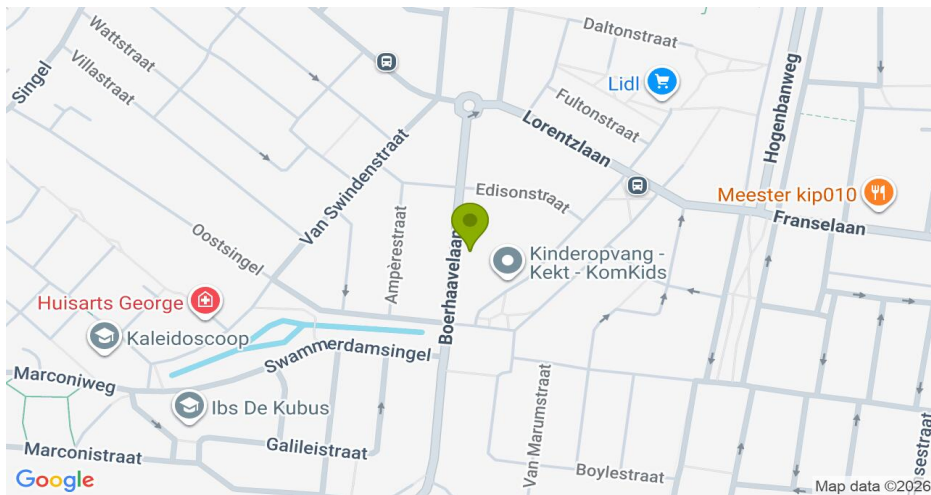 Wattstraat
Villastraat
Singel
Daltonstraat
Lidl
Fultonstraat
Lorentzlaan
Hogenbanweg
Van Swindenstraat
Edisonstraat
Meester kip010
Franselaan
Oostsingel
Ampèrestraat
Boerhaavelaan
Kinderopvang -
Kekt - KomKids
Huisarts George
Kaleidoscoop
Swammerdamsingel
Marconiweg
Ibs De Kubus
Galileistraat
Van Marumstraat
Marconistraat
Boylestraat
Google
Map data ©2026